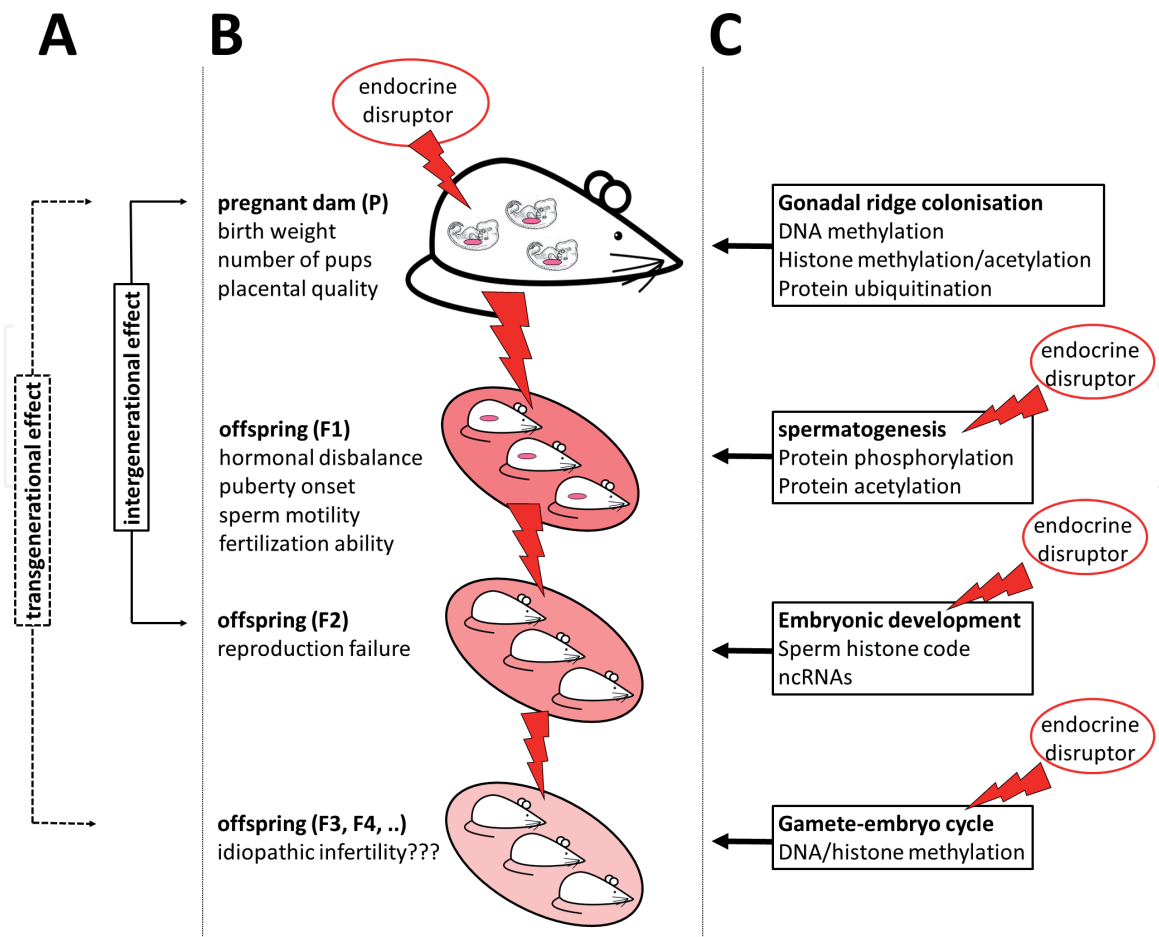 A
B
C
transgenerational effect
intergenerational effect
endocrine
disruptor
pregnant dam (P)
birth weight
number of pups
placental quality
offspring (F1)
hormonal disbalance
puberty onset
sperm motility
fertilization ability
offspring (F2)
reproduction failure
offspring (F3, F4, ..)
idiopathic infertility???
Gonadal ridge colonisation
DNA methylation
Histone methylation/acetylation
Protein ubiquitination
endocrine
disruptor
spermatogenesis
Protein phosphorylation
Protein acetylation
endocrine
disruptor
Embryonic development
Sperm histone code
ncRNAs
endocrine
disruptor
Gamete-embryo cycle
DNA/histone methylation